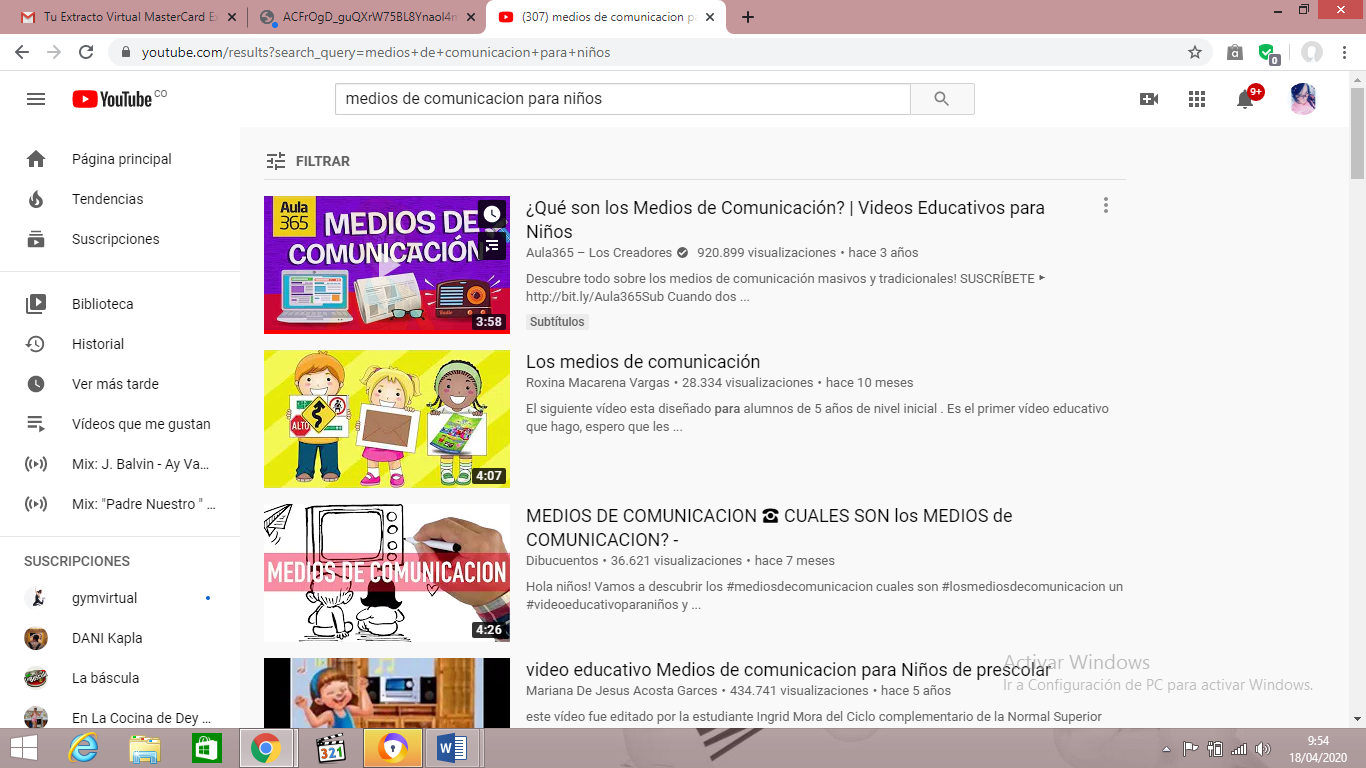 Tu Extracto Virtual MasterCard E
ACFrOgD_guQXrW75BL8Ynaol4n
(307) medios de comunicacion p
youtube.com/results?search_query=medios+de+comunicacion+para+niños
0
YouTube CO
medios de comunicacion para niños
9+
Página principal
Tendencias
Suscripciones
Biblioteca
Historial
Ver más tarde
Vídeos que me gustan
Mix: J. Balvin - Ay Va...
Mix: "Padre Nuestro " ...
SUSCRIPCIONES
gymvirtual
DANI Kapla
La báscula
En La Cocina de Dey ...
FILTRAR
Aula
365
MEDIOS DE
COMUNICACIÓN
3:58
¿Qué son los Medios de Comunicación? | Videos Educativos para
Niños
Aula365 – Los Creadores 920.899 visualizaciones • hace 3 años
Descubre todo sobre los medios de comunicación masivos y tradicionales! SUSCRÍBETE ►
http://bit.ly/Aula365Sub Cuando dos ...
Subtítulos
ALTO
4:07
Los medios de comunicación
Roxina Macarena Vargas • 28.334 visualizaciones • hace 10 meses
El siguiente vídeo esta diseñado para alumnos de 5 años de nivel inicial . Es el primer vídeo educativo
que hago, espero que les ...
MEDIOS DE COMUNICACION
4:26
MEDIOS DE COMUNICACION ☎ CUALES SON los MEDIOS de
COMUNICACION? -
Dibucuentos • 36.621 visualizaciones • hace 7 meses
Hola niños! Vamos a descubrir los #mediosdecomunicacion cuales son #losmediosdecomunicacion un
#videoeducativoparaniños y ...
video educativo Medios de comunicacion para Niños de prescolar
Mariana De Jesus Acosta Garces • 434.741 visualizaciones • hace 5 años
este vídeo fue editado por la estudiante Ingrid Mora del Ciclo complementario de la Normal Superior
Activar Windows
Ir a Configuración de PC para activar Windows.
321
9:54
18/04/2020